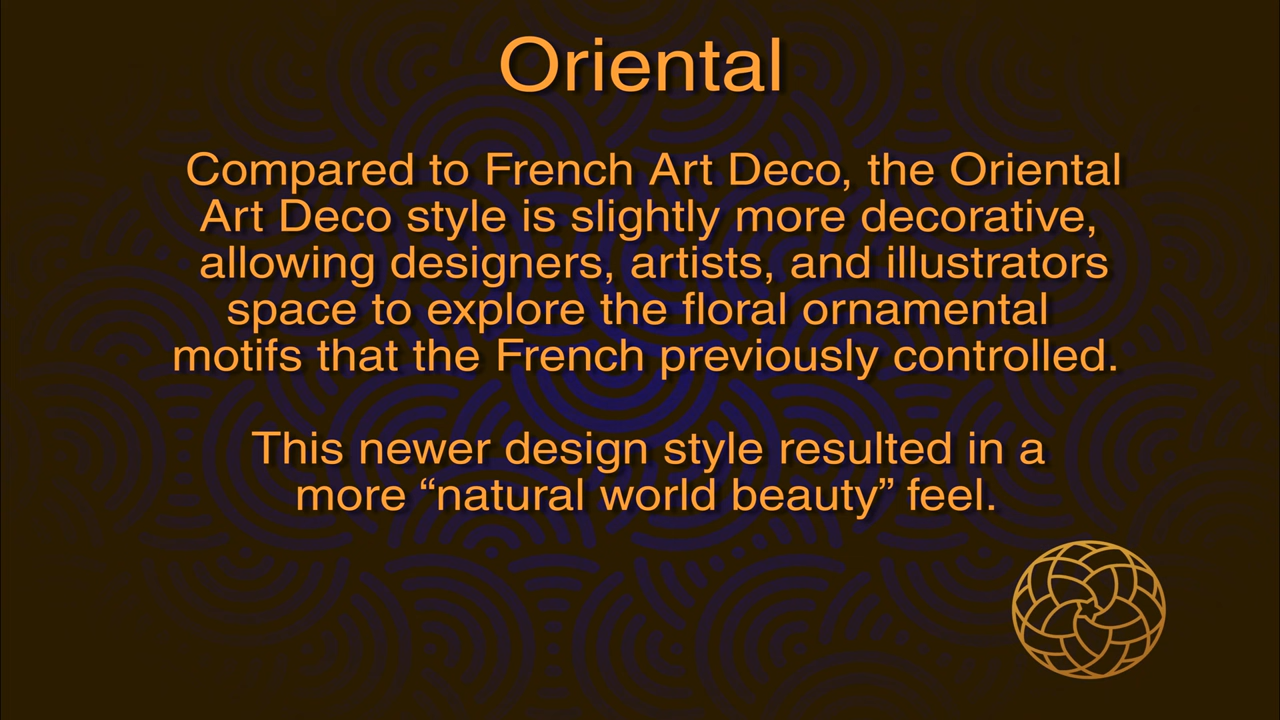 Oriental
Compared to French Art Deco, the Oriental
Art Deco style is slightly more decorative,
allowing designers, artists, and illustrators
space to explore the floral ornamental
motifs that the French previously controlled.
This newer design style resulted in a
more “natural world beauty” feel.